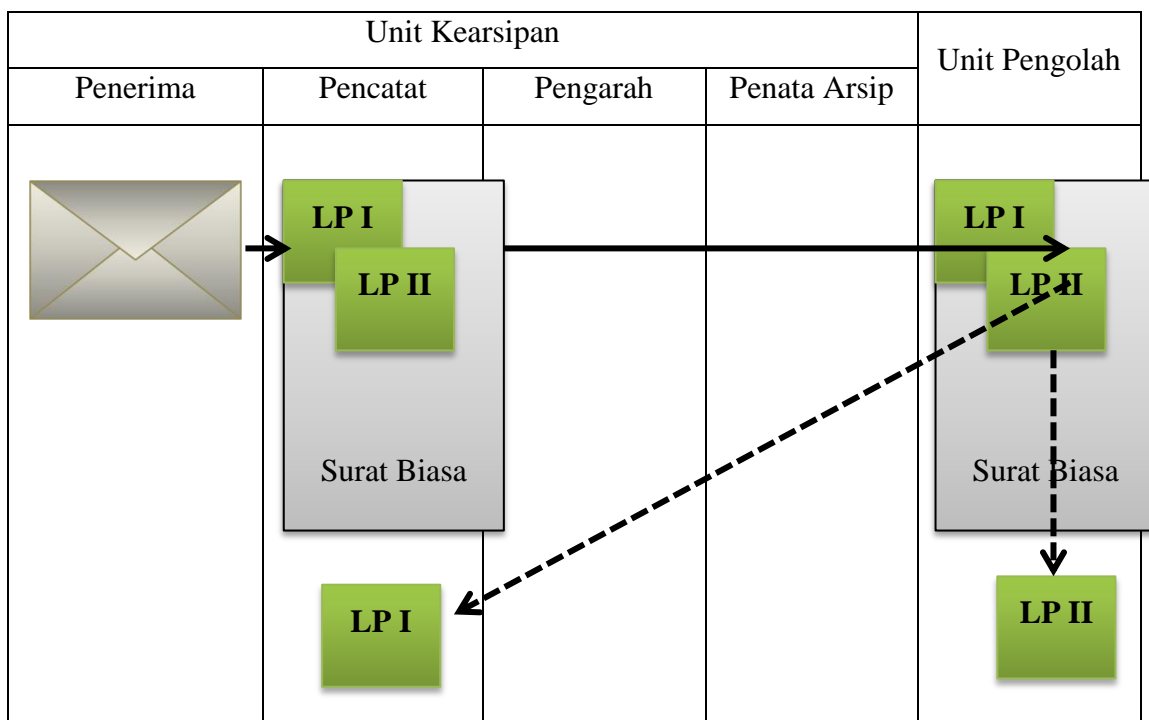 Unit Kearsipan
Unit Pengolah
Penerima
Pencatat
Pengarah
Penata Arsip
LP I
LP II
Surat Biasa
LP I
LP II
Surat Biasa
LP I
LP II